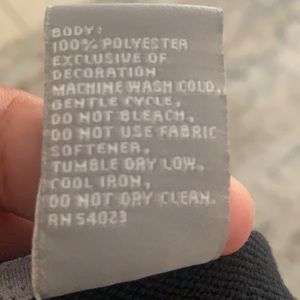 BODY:
100% POLYESTER
EXCLUSIVE OF
DECORATION
MACHINE WASH COLD,
GENTLE CYCLE,
DO NOT BLEACH,
DO NOT USE FABRIC
SOFTENER,
TUMBLE DRY LOW,
COOL IRON,
DO NOT DRY CLEAN.
RN 54023